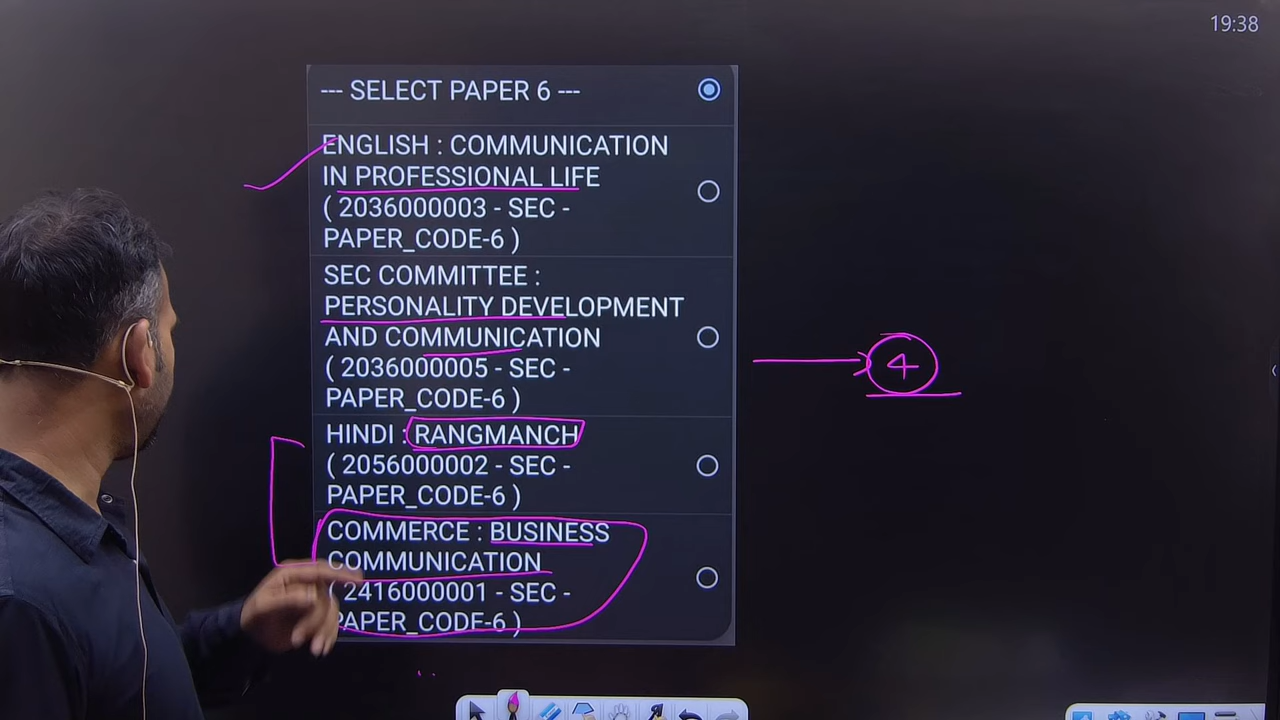 19:38
--- SELECT PAPER 6 ---
ENGLISH : COMMUNICATION
IN PROFESSIONAL LIFE
( 2036000003 - SEC -
PAPER_CODE-6 )
SEC COMMITTEE :
PERSONALITY DEVELOPMENT
AND COMMUNICATION
( 2036000005 - SEC -
PAPER_CODE-6 )
4
HINDI : RANGMANCH
( 2056000002 - SEC -
PAPER_CODE-6 )
COMMERCE : BUSINESS
COMMUNICATION
( 2416000001 - SEC -
PAPER_CODE-6 )